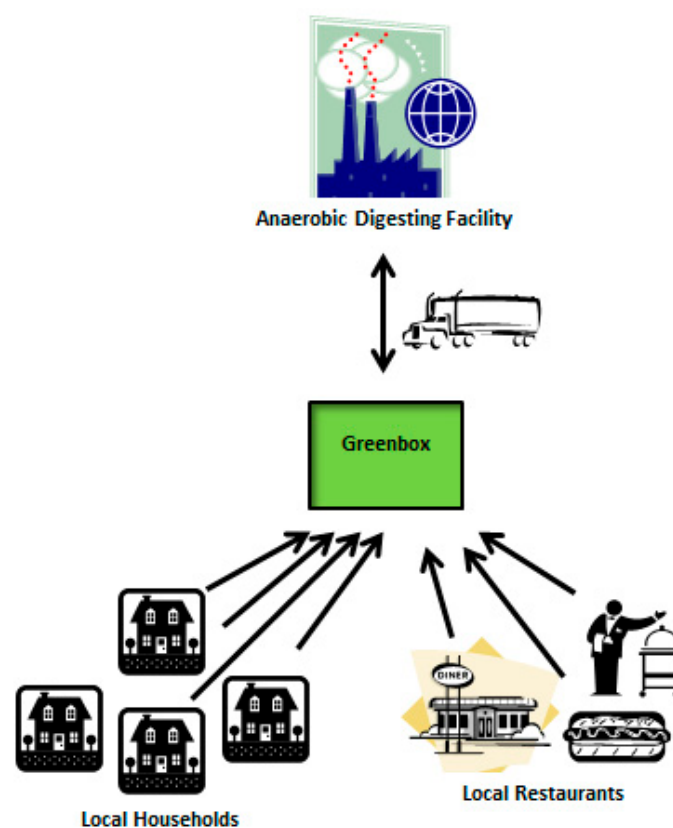 Anaerobic Digesting Facility
Greenbox
DINER
Local Households
Local Restaurants